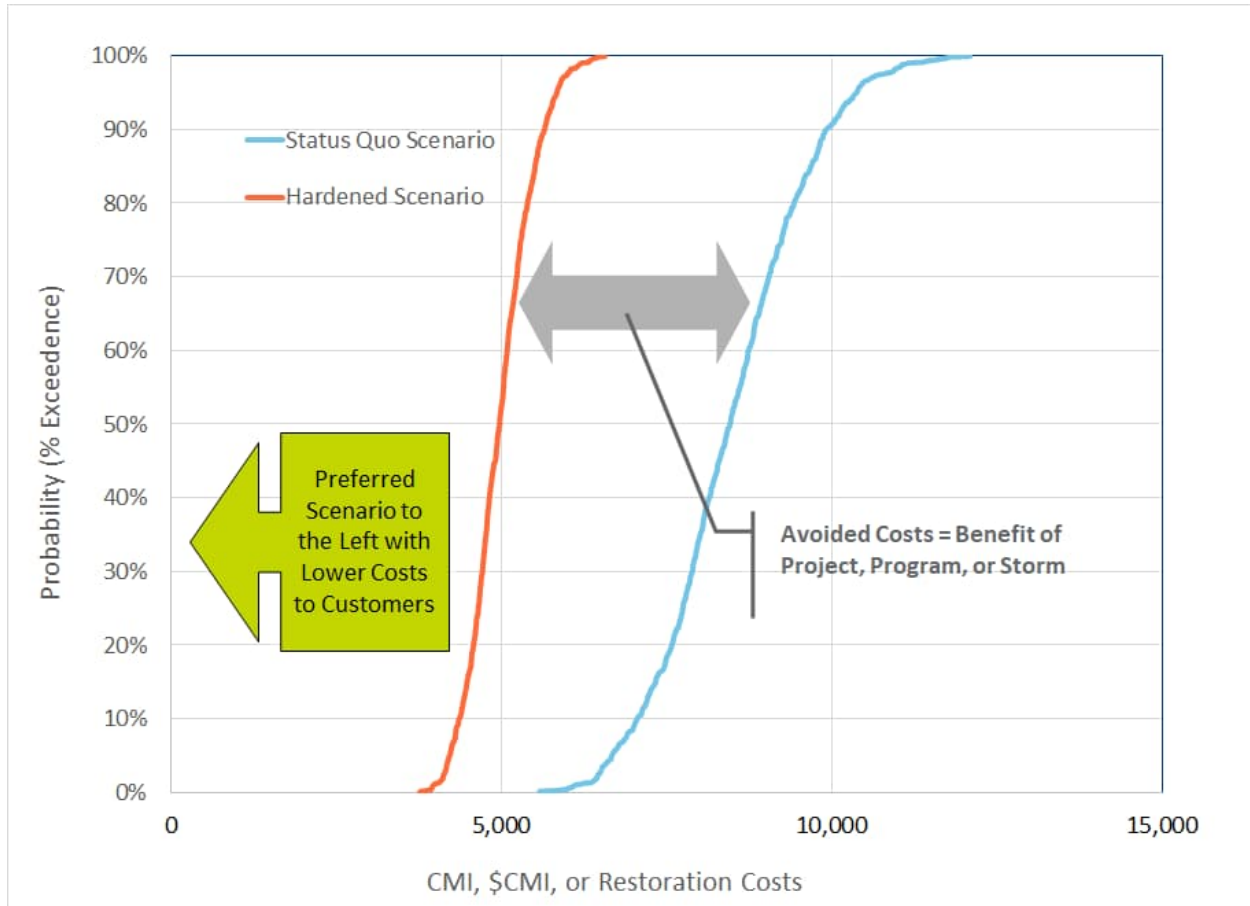 100%
90%
80%
70%
60%
50%
40%
30%
20%
10%
0%
Probability (% Exceedence)
Status Quo Scenario
Hardened Scenario
Preferred
Scenario to
the Left with
Lower Costs
to Customers
Avoided Costs = Benefit of
Project, Program, or Storm
0
5,000
10,000
15,000
CMI, $CMI, or Restoration Costs